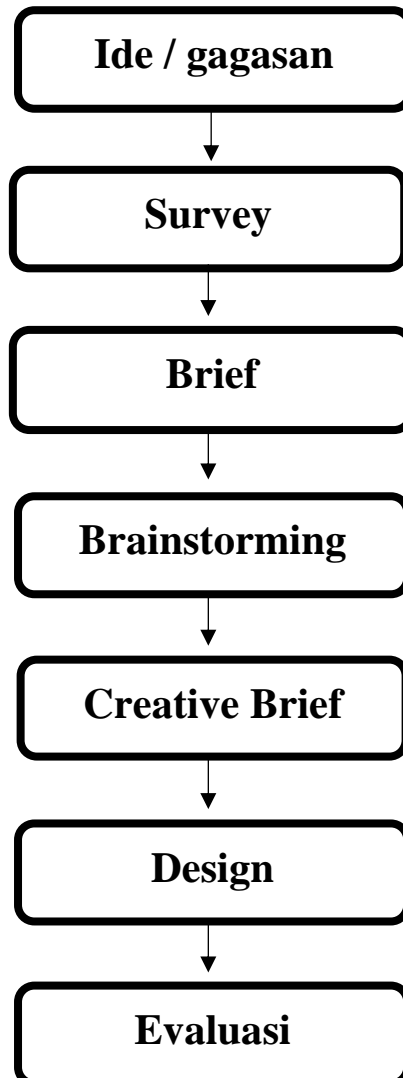 Ide / gagasan
Survey
Brief
Brainstorming
Creative Brief
Design
Evaluasi